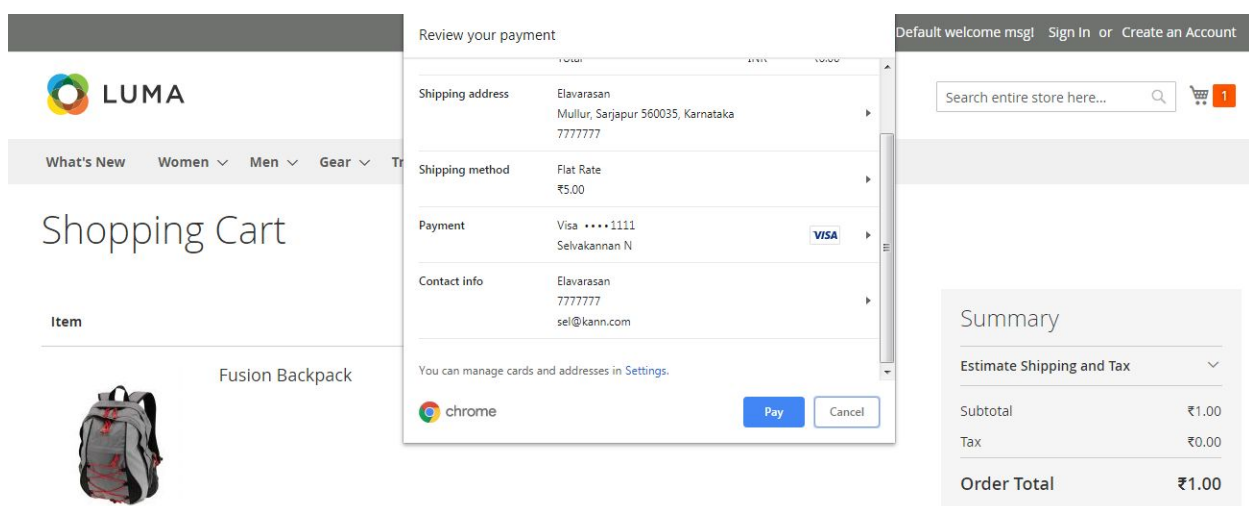 Default welcome msg! Sign In or Create an Account
LUMA
Search entire store here...
1
What's New Women Men Gear Tr
Shopping Cart
Item
Fusion Backpack
Review your payment
Total INR
Shipping address Elavarasan
Mullur, Sarjapur 560035, Karnataka
7777777
Shipping method Flat Rate
₹5.00
Payment Visa ••••1111 VISA
Selvakannan N
Contact info Elavarasan
7777777
sel@kann.com
You can manage cards and addresses in Settings.
chrome
Pay Cancel
Summary
Estimate Shipping and Tax
Subtotal ₹1.00
Tax ₹0.00
Order Total ₹1.00